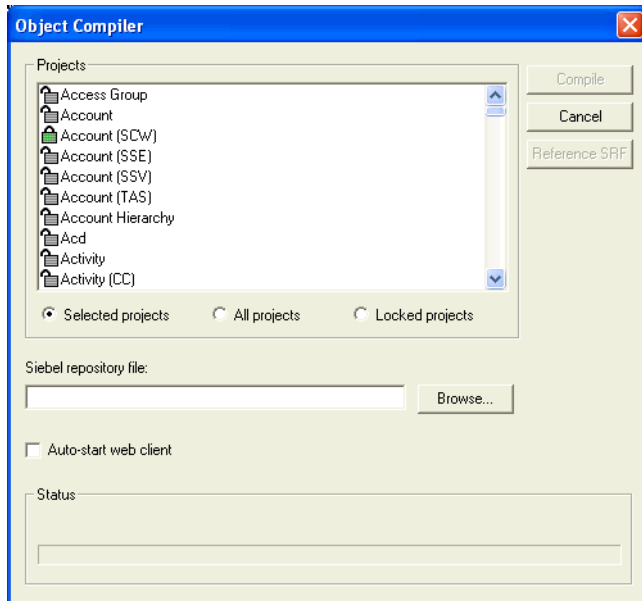 Object Compiler
Projects
Compile
Access Group
Account
Cancel
Account (SCW)
Account (SSE)
Reference SRF
Account (SSV)
Account (TAS)
Account Hierarchy
Acd
Activity
Activity (CC)
Selected projects All projects Locked projects
Siebel repository file:
Browse...
Auto-start web client
Status